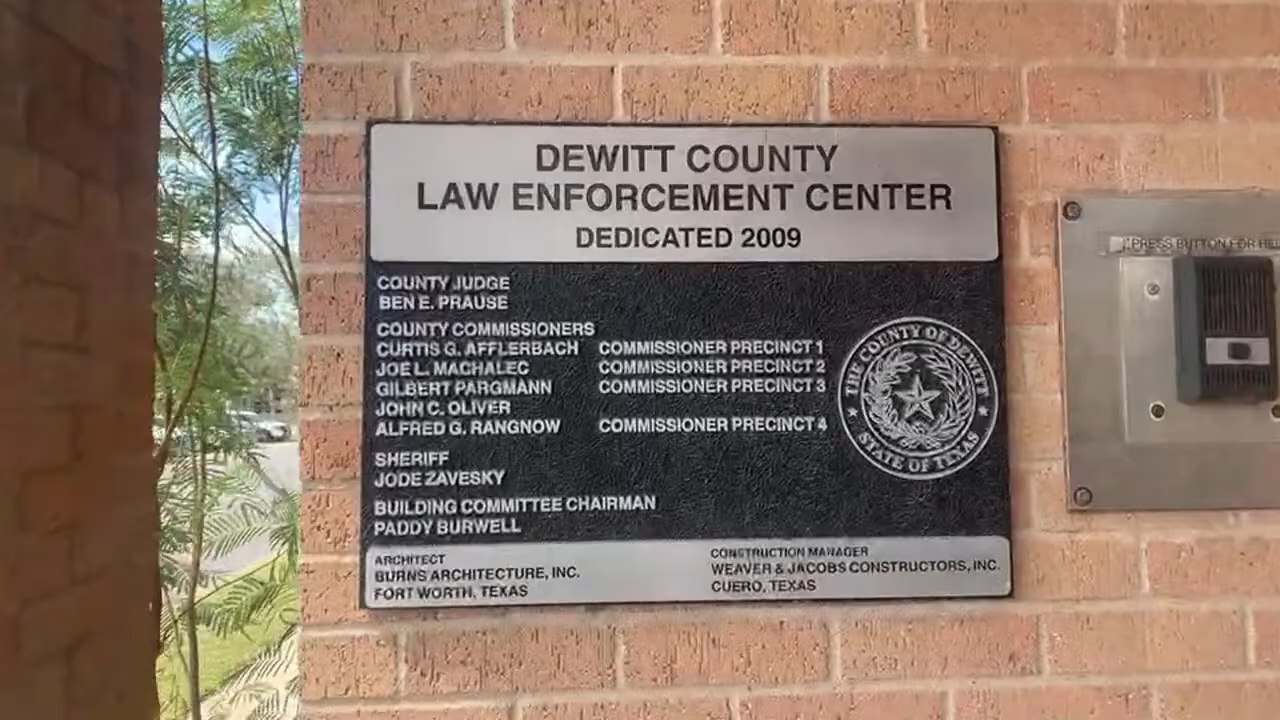 DEWITT COUNTY
LAW ENFORCEMENT CENTER
DEDICATED 2009
COUNTY JUDGE
BEN E. PRAUSE
COUNTY COMMISSIONERS
CURTIS G. AFFLERBACH COMMISSIONER PRECINCT 1
JOE L. MACHALEC COMMISSIONER PRECINCT 2
GILBERT PARGMANN COMMISSIONER PRECINCT 3
JOHN C. OLIVER
ALFRED G. RANGNOW COMMISSIONER PRECINCT 4
SHERIFF
JODE ZAVESKY
BUILDING COMMITTEE CHAIRMAN
PADDY BURWELL
THE COUNTY OF DEWITT
STATE OF TEXAS
ARCHITECT
BURNS ARCHITECTURE, INC.
FORT WORTH, TEXAS
CONSTRUCTION MANAGER
WEAVER & JACOBS CONSTRUCTORS, INC.
CUERO, TEXAS
PRESS BUTTON FOR